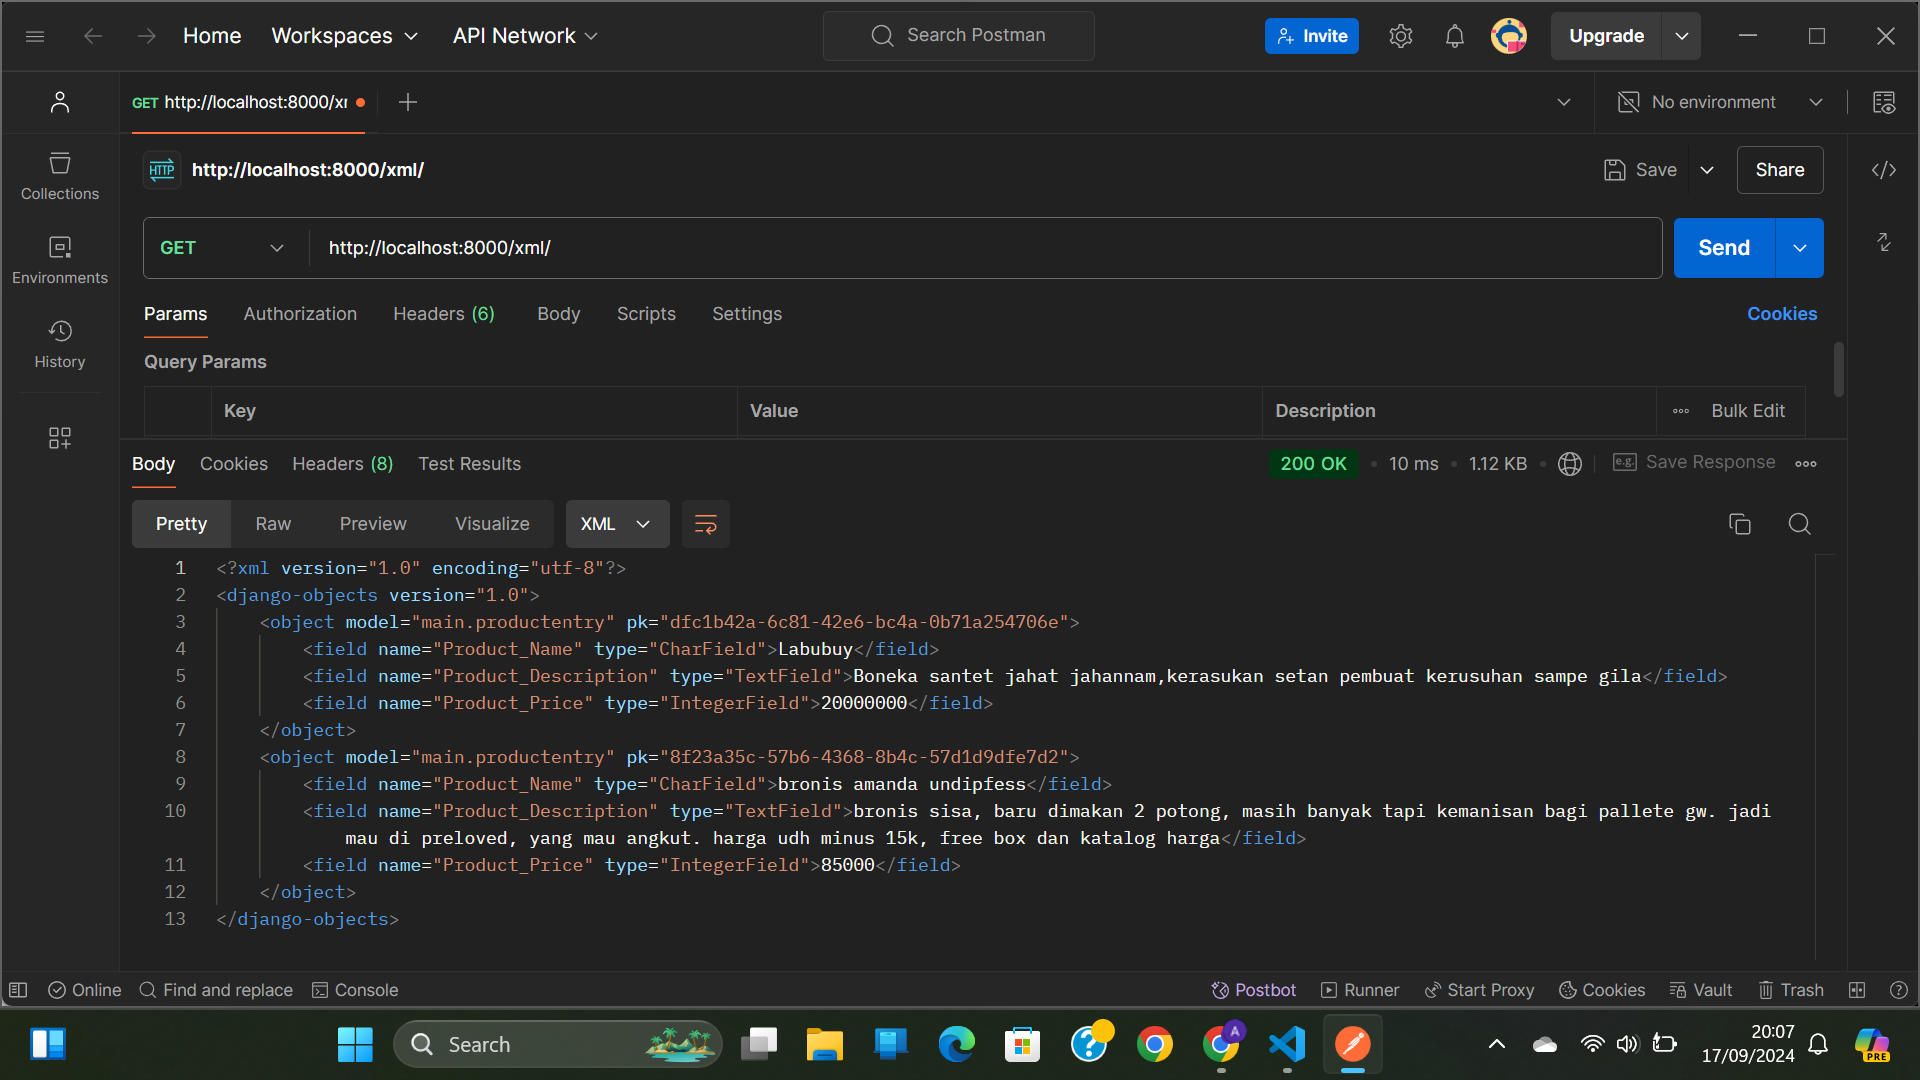 Home Workspaces API Network Search Postman Invite Upgrade
GET http://localhost:8000/xr No environment
HTTP http://localhost:8000/xml/ Save Share
Collections
GET http://localhost:8000/xml/ Send
Environments
Params Authorization Headers (6) Body Scripts Settings Cookies
History
Query Params
Key Value Description Bulk Edit
Body Cookies Headers (8) Test Results 200 OK 10 ms 1.12 KB e.g. Save Response
Pretty Raw Preview Visualize XML
1 <?xml version="1.0" encoding="utf-8"?>
2 <django-objects version="1.0">
3 <object model="main.productentry" pk="dfc1b42a-6c81-42e6-bc4a-0b71a254706e">
4 <field name="Product_Name" type="CharField">Labubuy</field>
5 <field name="Product_Description" type="TextField">Boneka santet jahat jahannam,kerasukan setan pembuat kerusuhan sampe gila</field>
6 <field name="Product_Price" type="IntegerField">20000000</field>
7 </object>
8 <object model="main.productentry" pk="8f23a35c-57b6-4368-8b4c-57d1d9dfe7d2">
9 <field name="Product_Name" type="CharField">bronis amanda undipfess</field>
10 <field name="Product_Description" type="TextField">bronis sisa, baru dimakan 2 potong, masih banyak tapi kemanisan bagi pallete gw. jadi
mau di preloved, yang mau angkut. harga udh minus 15k, free box dan katalog harga</field>
11 <field name="Product_Price" type="IntegerField">85000</field>
12 </object>
13 </django-objects>
Online Find and replace Console Postbot Runner Start Proxy Cookies Vault Trash
Search A 20:07
17/09/2024 PRE